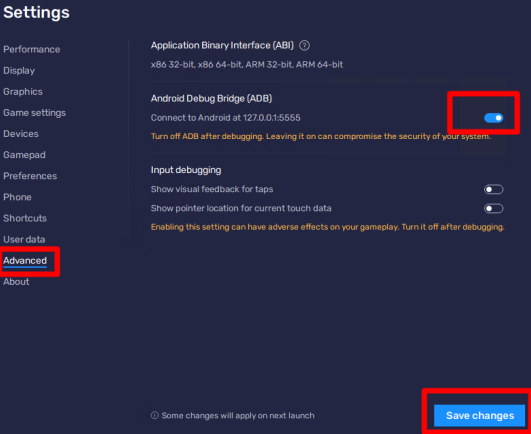 Settings
Performance
Display
Graphics
Game settings
Devices
Gamepad
Preferences
Phone
Shortcuts
User data
Advanced
About
Application Binary Interface (ABI) ?
x86 32-bit, x86 64-bit, ARM 32-bit, ARM 64-bit
Android Debug Bridge (ADB)
Connect to Android at 127.0.0.1:5555
Turn off ADB after debugging. Leaving it on can compromise the security of your system.
Input debugging
Show visual feedback for taps
Show pointer location for current touch data
Enabling this setting can have adverse effects on your gameplay. Turn it off after debugging.
Some changes will apply on next launch
Save changes